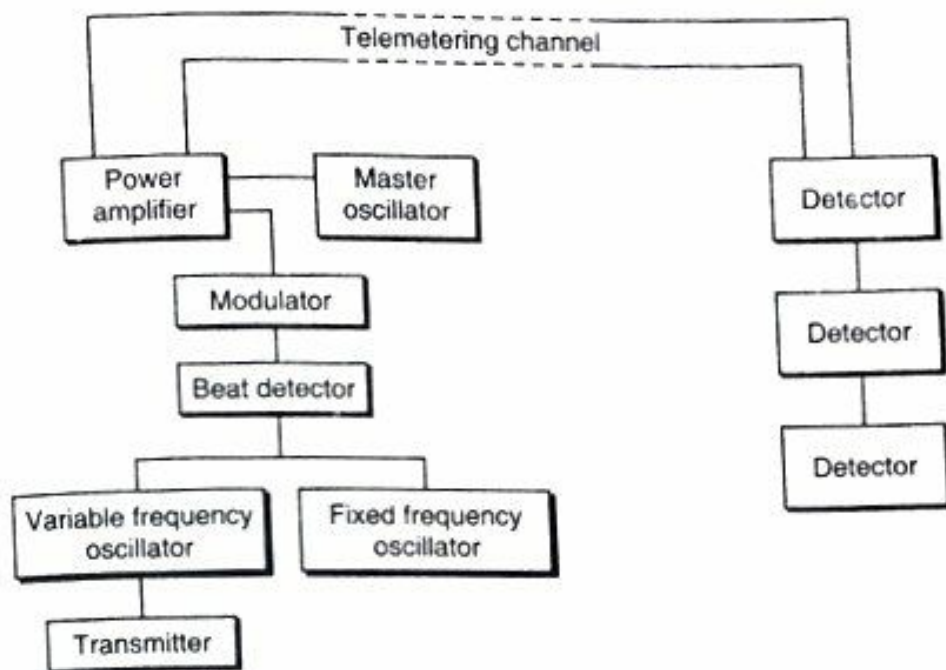 Telemetering channel
Power
amplifier
Master
oscillator
Detector
Modulator
Detector
Beat detector
Detector
Variable frequency
oscillator
Fixed frequency
oscillator
Transmitter